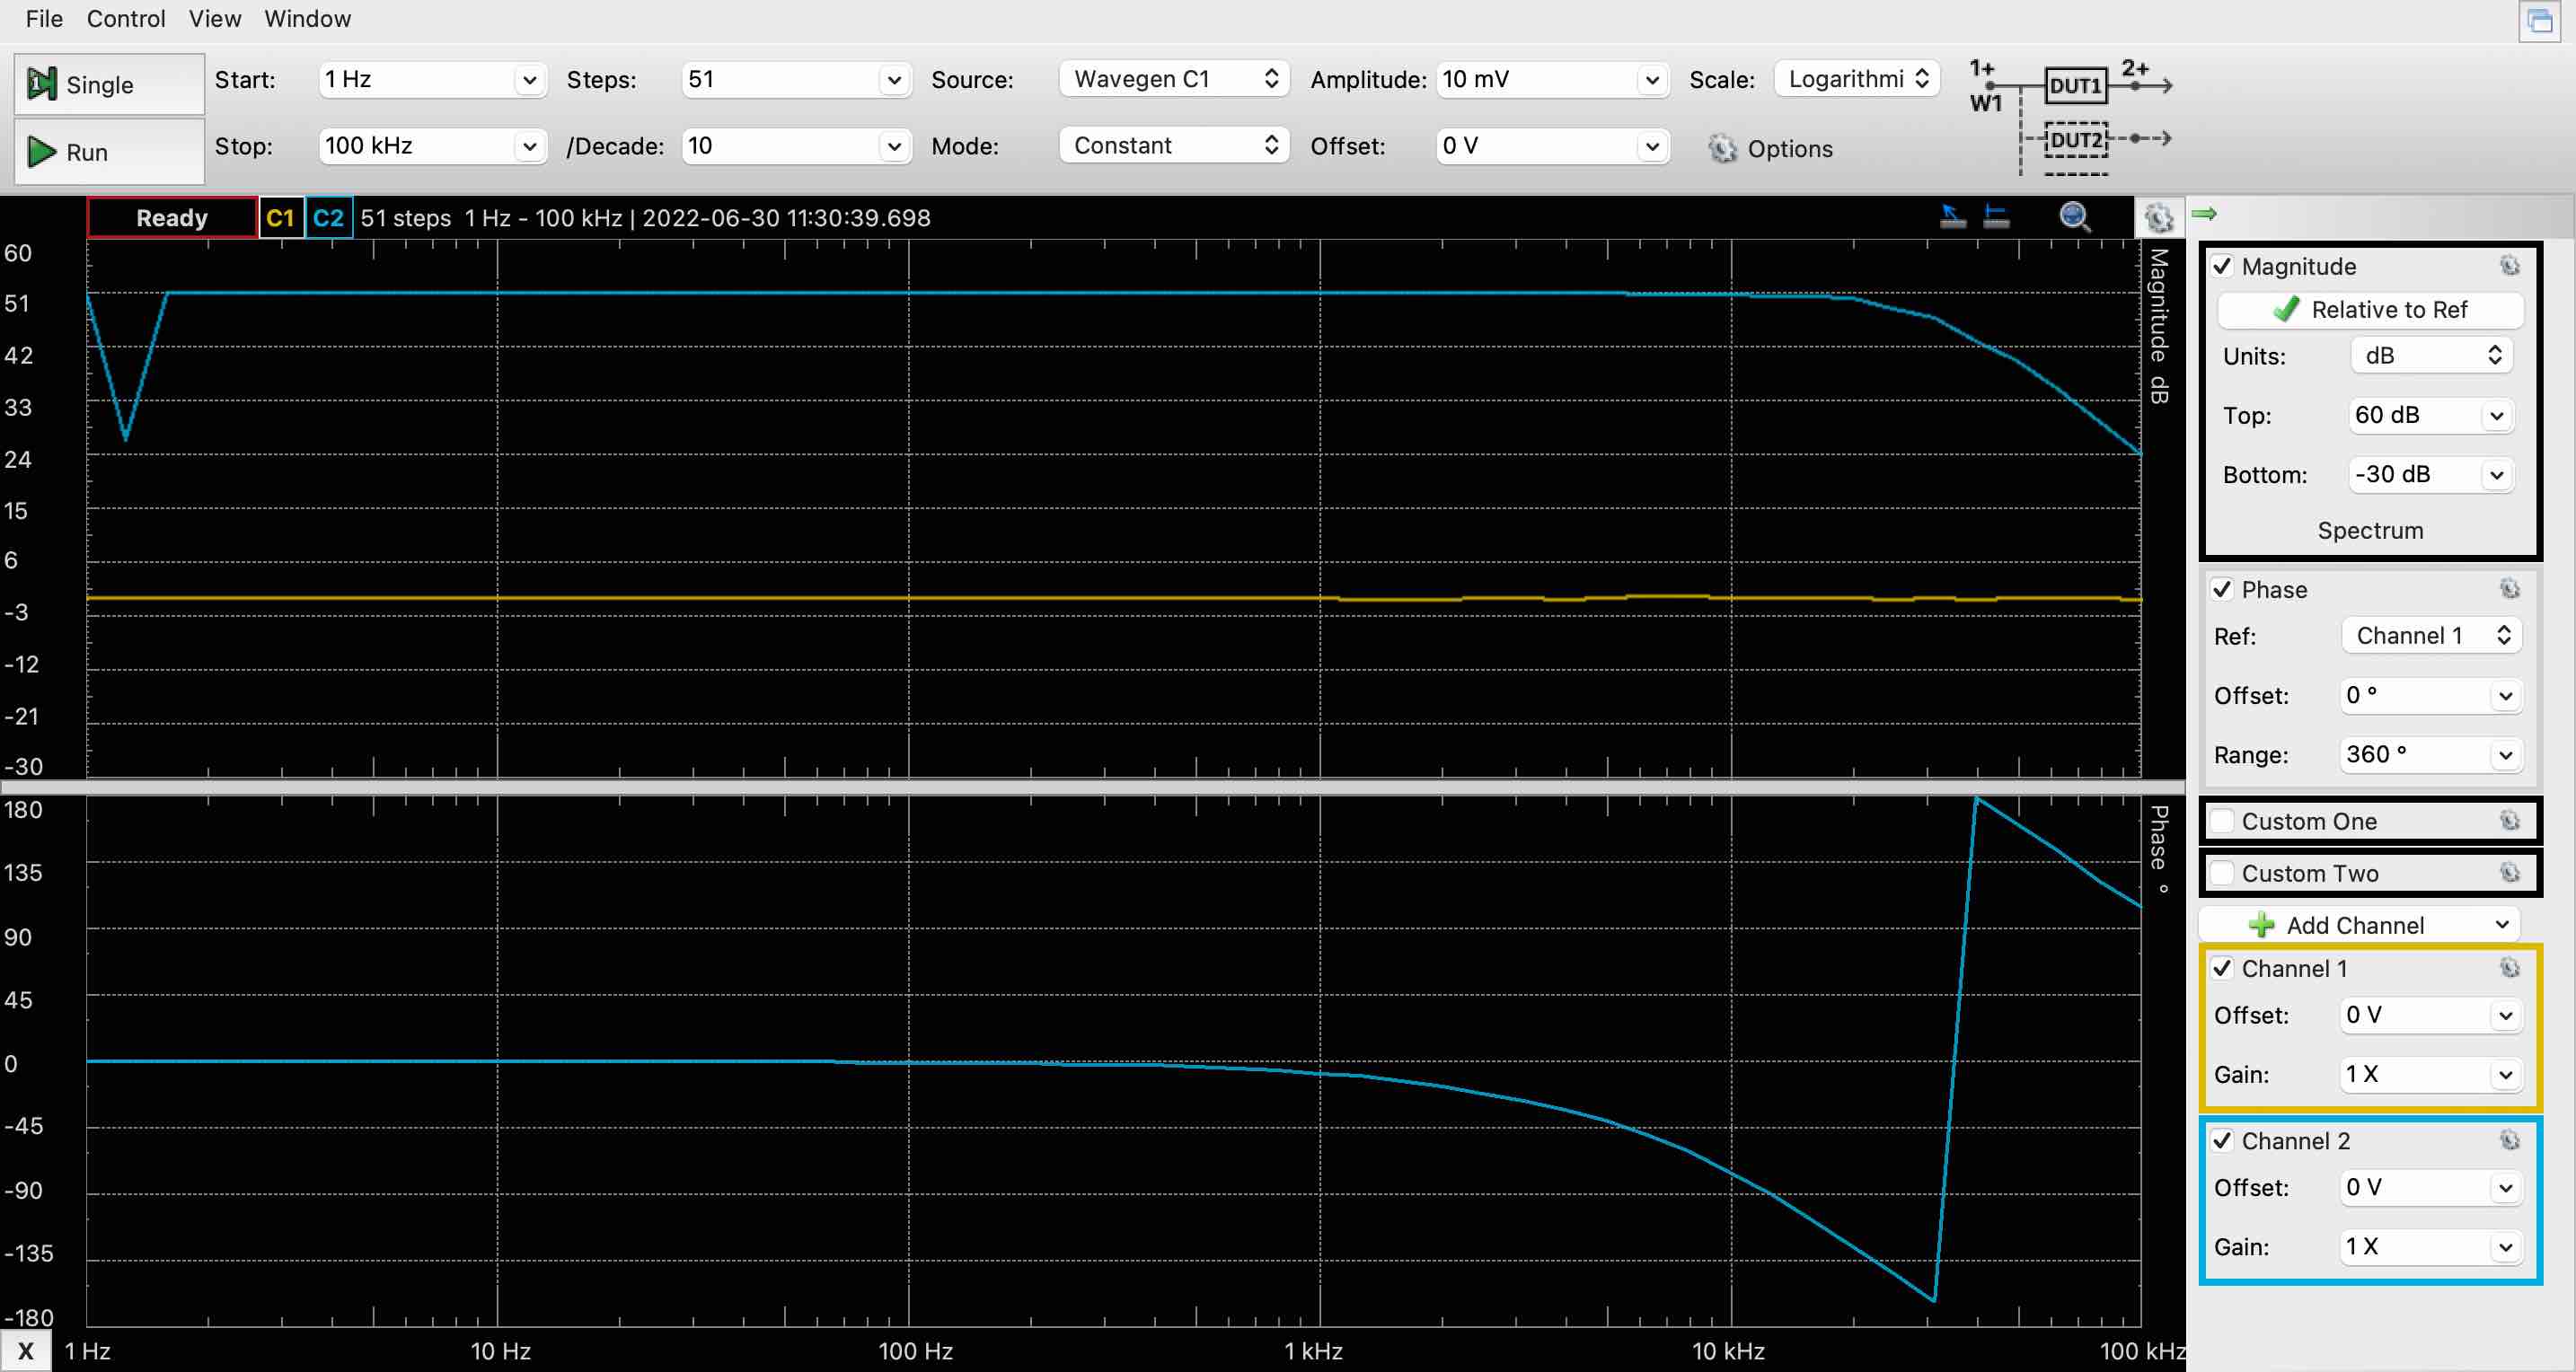 File Control View Window
Single Start: 1 Hz Steps: 51 Source: Wavegen C1 Amplitude: 10 mV Scale: Logarithmi 1+ W1 DUT1 2+
Run Stop: 100 kHz /Decade: 10 Mode: Constant Offset: 0 V Options DUT2
Ready C1 C2 51 steps 1 Hz - 100 kHz | 2022-06-30 11:30:39.698
60
51
42
33
24
15
6
-3
-12
-21
-30
Magnitude dB
180
135
90
45
0
-45
-90
-135
-180
Phase °
X 1 Hz 10 Hz 100 Hz 1 kHz 10 kHz 100 kHz
Magnitude
Relative to Ref
Units: dB
Top: 60 dB
Bottom: -30 dB
Spectrum
Phase
Ref: Channel 1
Offset: 0 °
Range: 360 °
Custom One
Custom Two
Add Channel
Channel 1
Offset: 0 V
Gain: 1 X
Channel 2
Offset: 0 V
Gain: 1 X